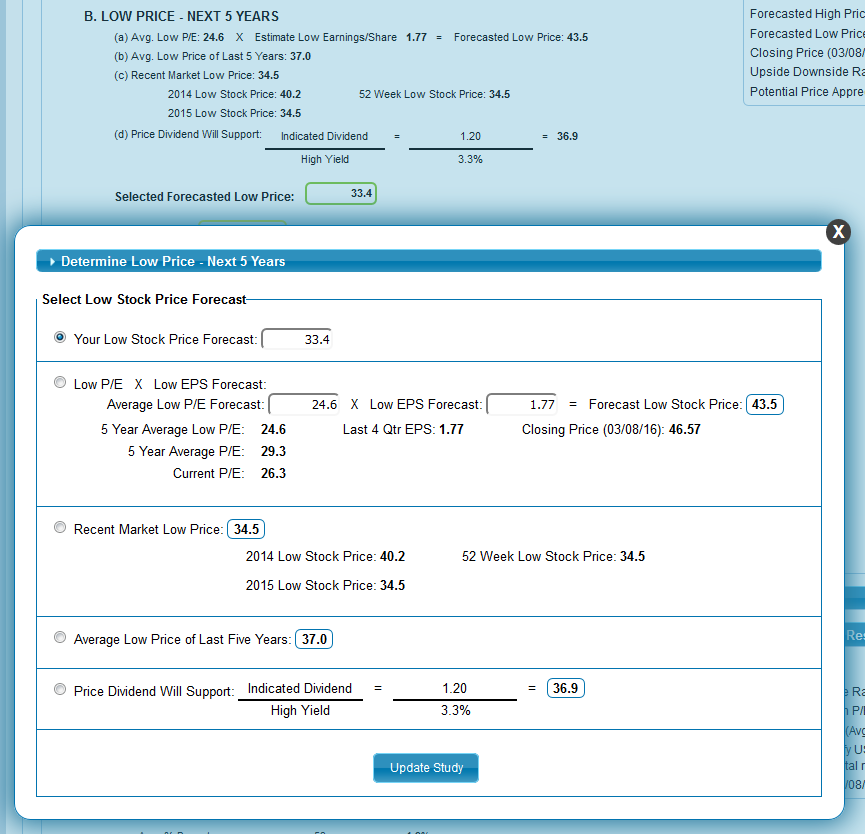 B. LOW PRICE - NEXT 5 YEARS
(a) Avg. Low P/E: 24.6 X Estimate Low Earnings/Share 1.77 = Forecasted Low Price: 43.5
(b) Avg. Low Price of Last 5 Years: 37.0
(c) Recent Market Low Price: 34.5
2014 Low Stock Price: 40.2 52 Week Low Stock Price: 34.5
2015 Low Stock Price: 34.5
(d) Price Dividend Will Support: Indicated Dividend = 1.20 = 36.9
High Yield 3.3%
Selected Forecasted Low Price: 33.4
Forecasted High
Forecasted Low
Closing Price (03/08/
Upside Downside
Potential Price
X
Determine Low Price - Next 5 Years
Select Low Stock Price Forecast
Your Low Stock Price Forecast: 33.4
Low P/E X Low EPS Forecast:
Average Low P/E Forecast: 24.6 X Low EPS Forecast: 1.77 = Forecast Low Stock Price: 43.5
5 Year Average Low P/E: 24.6 Last 4 Qtr EPS: 1.77 Closing Price (03/08/16): 46.57
5 Year Average P/E: 29.3
Current P/E: 26.3
Recent Market Low Price: 34.5
2014 Low Stock Price: 40.2 52 Week Low Stock Price: 34.5
2015 Low Stock Price: 34.5
Average Low Price of Last Five Years: 37.0
Price Dividend Will Support: Indicated Dividend = 1.20 = 36.9
High Yield 3.3%
Update Study